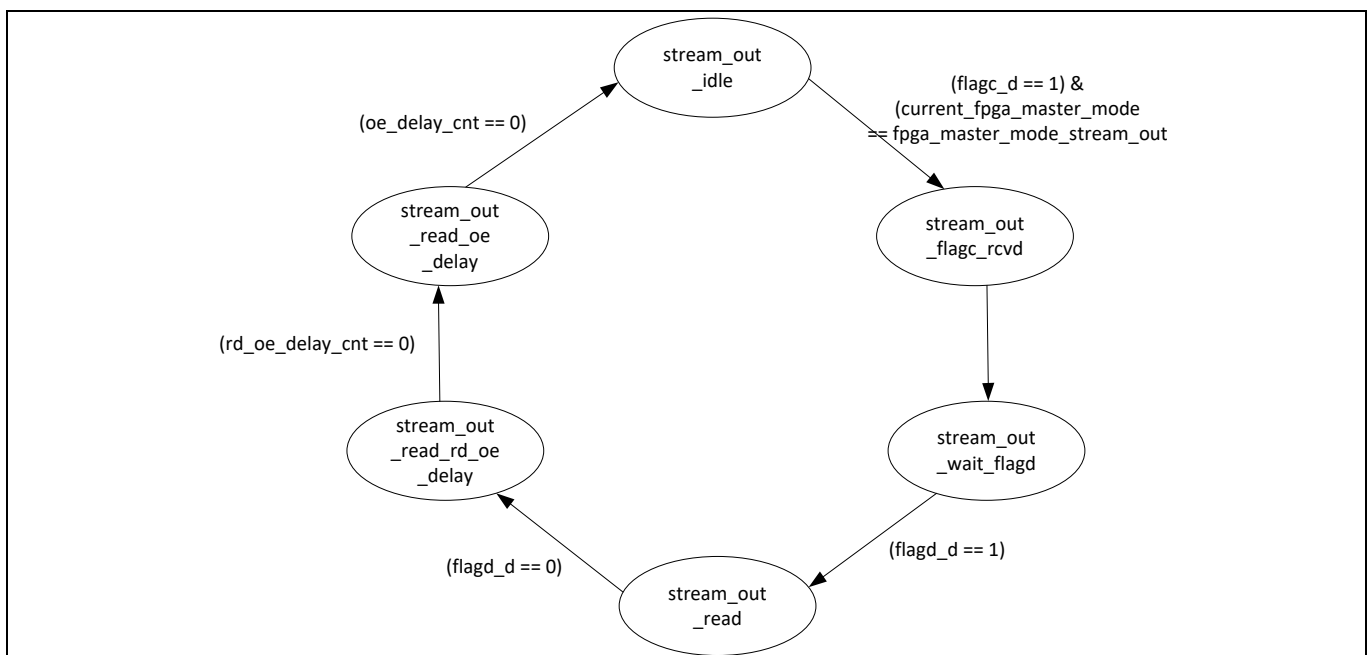 stream_out
_idle
(flagc_d == 1) &
(current_fpga_master_mode
== fpga_master_mode_stream_out
(oe_delay_cnt == 0)
stream_out
_read_oe
_delay
stream_out
_flagc_rcvd
(rd_oe_delay_cnt == 0)
stream_out
_read_rd_oe
_delay
stream_out
_wait_flagd
(flagd_d == 0)
(flagd_d == 1)
stream_out
_read